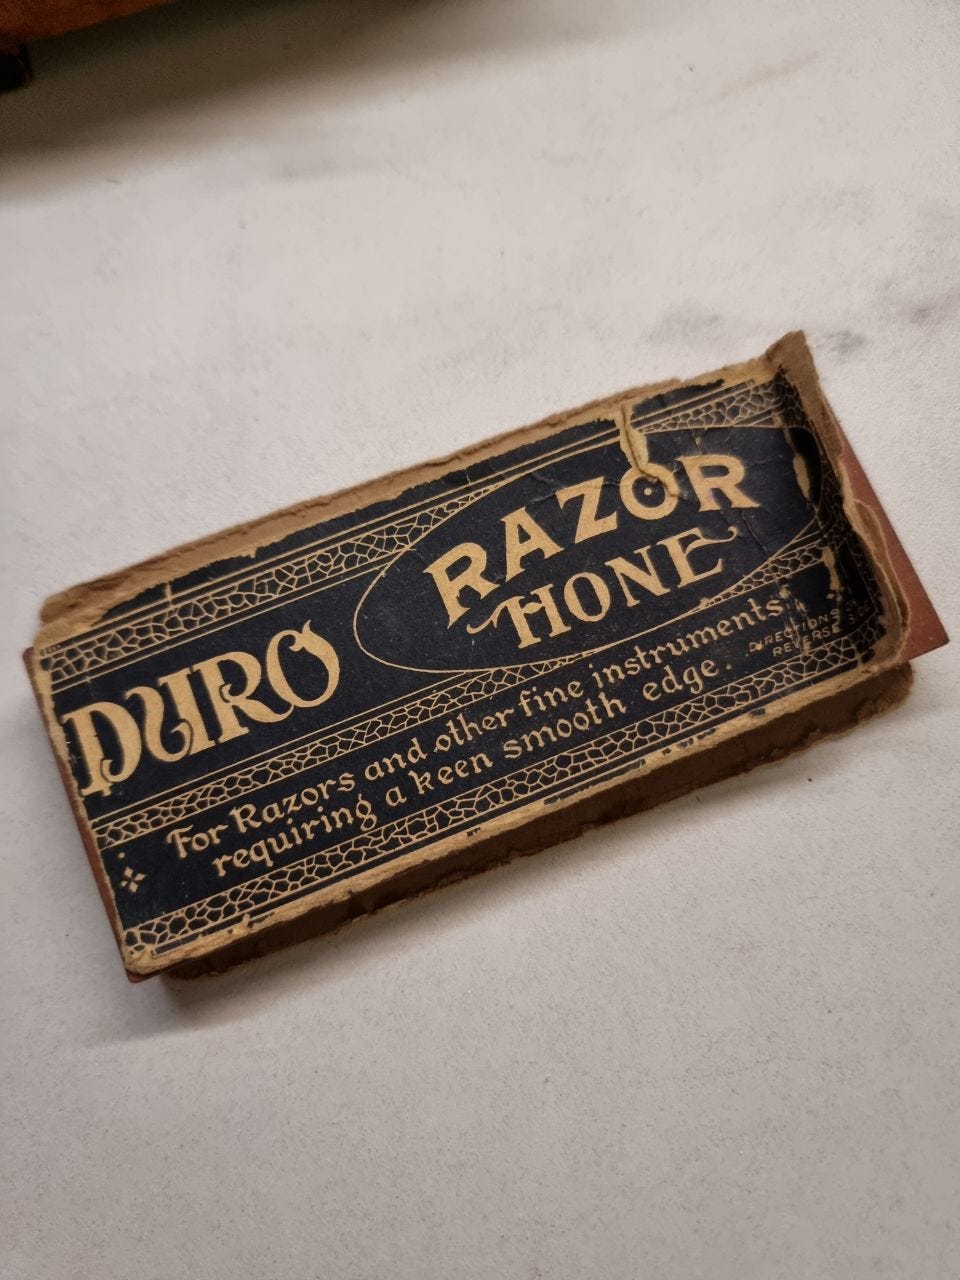 DURO
RAZOR
HONE
For Razors and other fine instruments
requiring a keen smooth edge.
DIRECTIONS
REVERSE